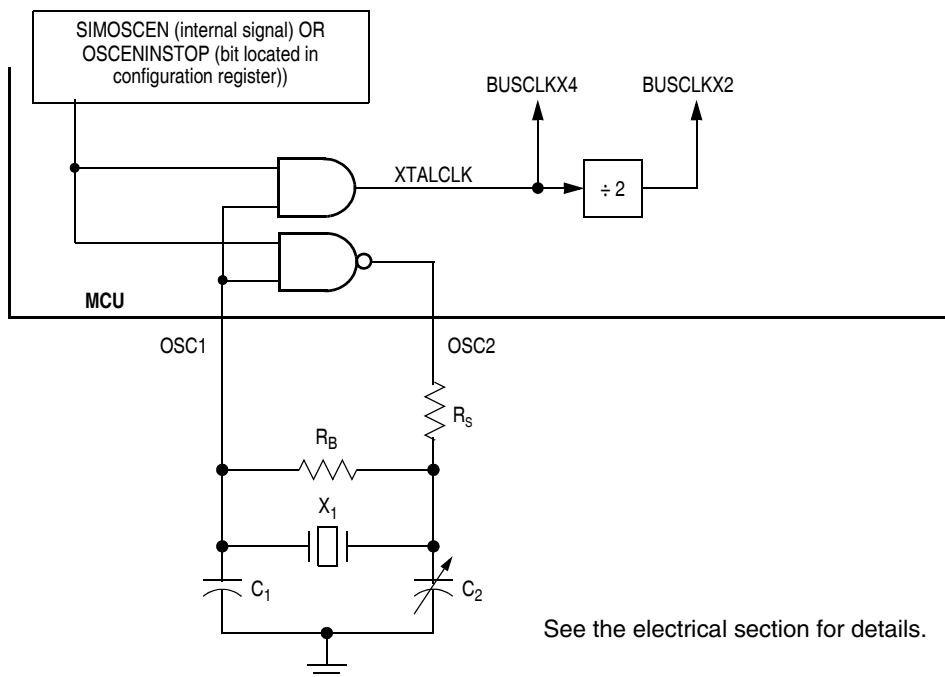 SIMOSCEN (internal signal) OR
OSCENINSTOP (bit located in
configuration register))
BUSCLKX4
BUSCLKX2
XTALCLK
÷ 2
MCU
OSC1
OSC2
RS
RB
X1
C1
C2
See the electrical section for details.